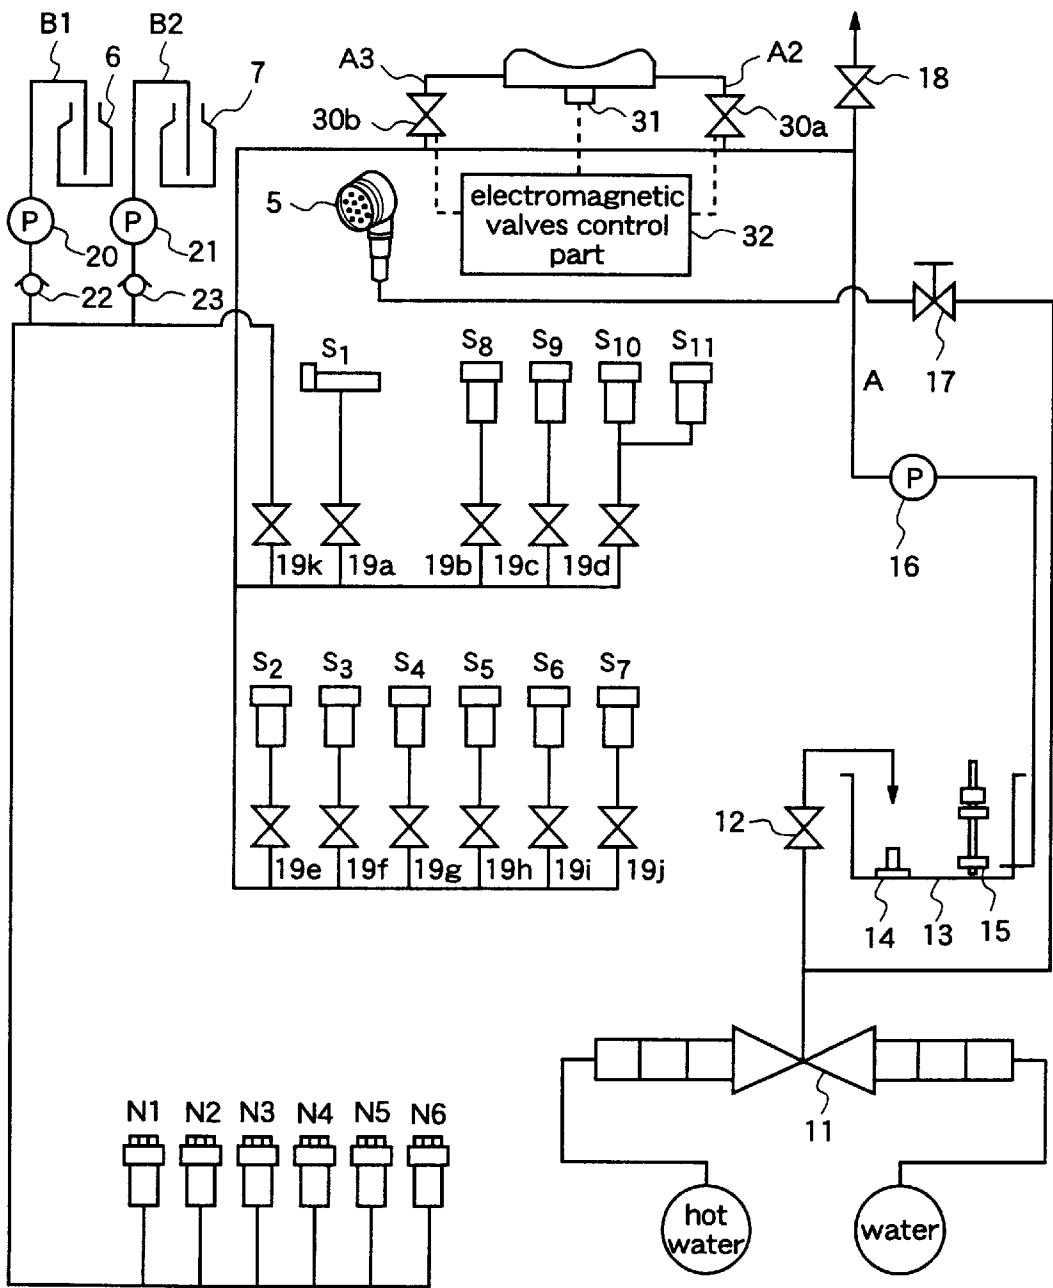 B1
B2
6
7
A3
A2
18
30b
31
30a
5
electromagnetic
valves control
part
32
P
P
20
21
22
23
S1
S8
S9
S10
S11
A
17
P
16
19k
19a
19b
19c
19d
S2
S3
S4
S5
S6
S7
12
19e
19f
19g
19h
19i
19j
14
13
15
11
N1
N2
N3
N4
N5
N6
hot
water
water